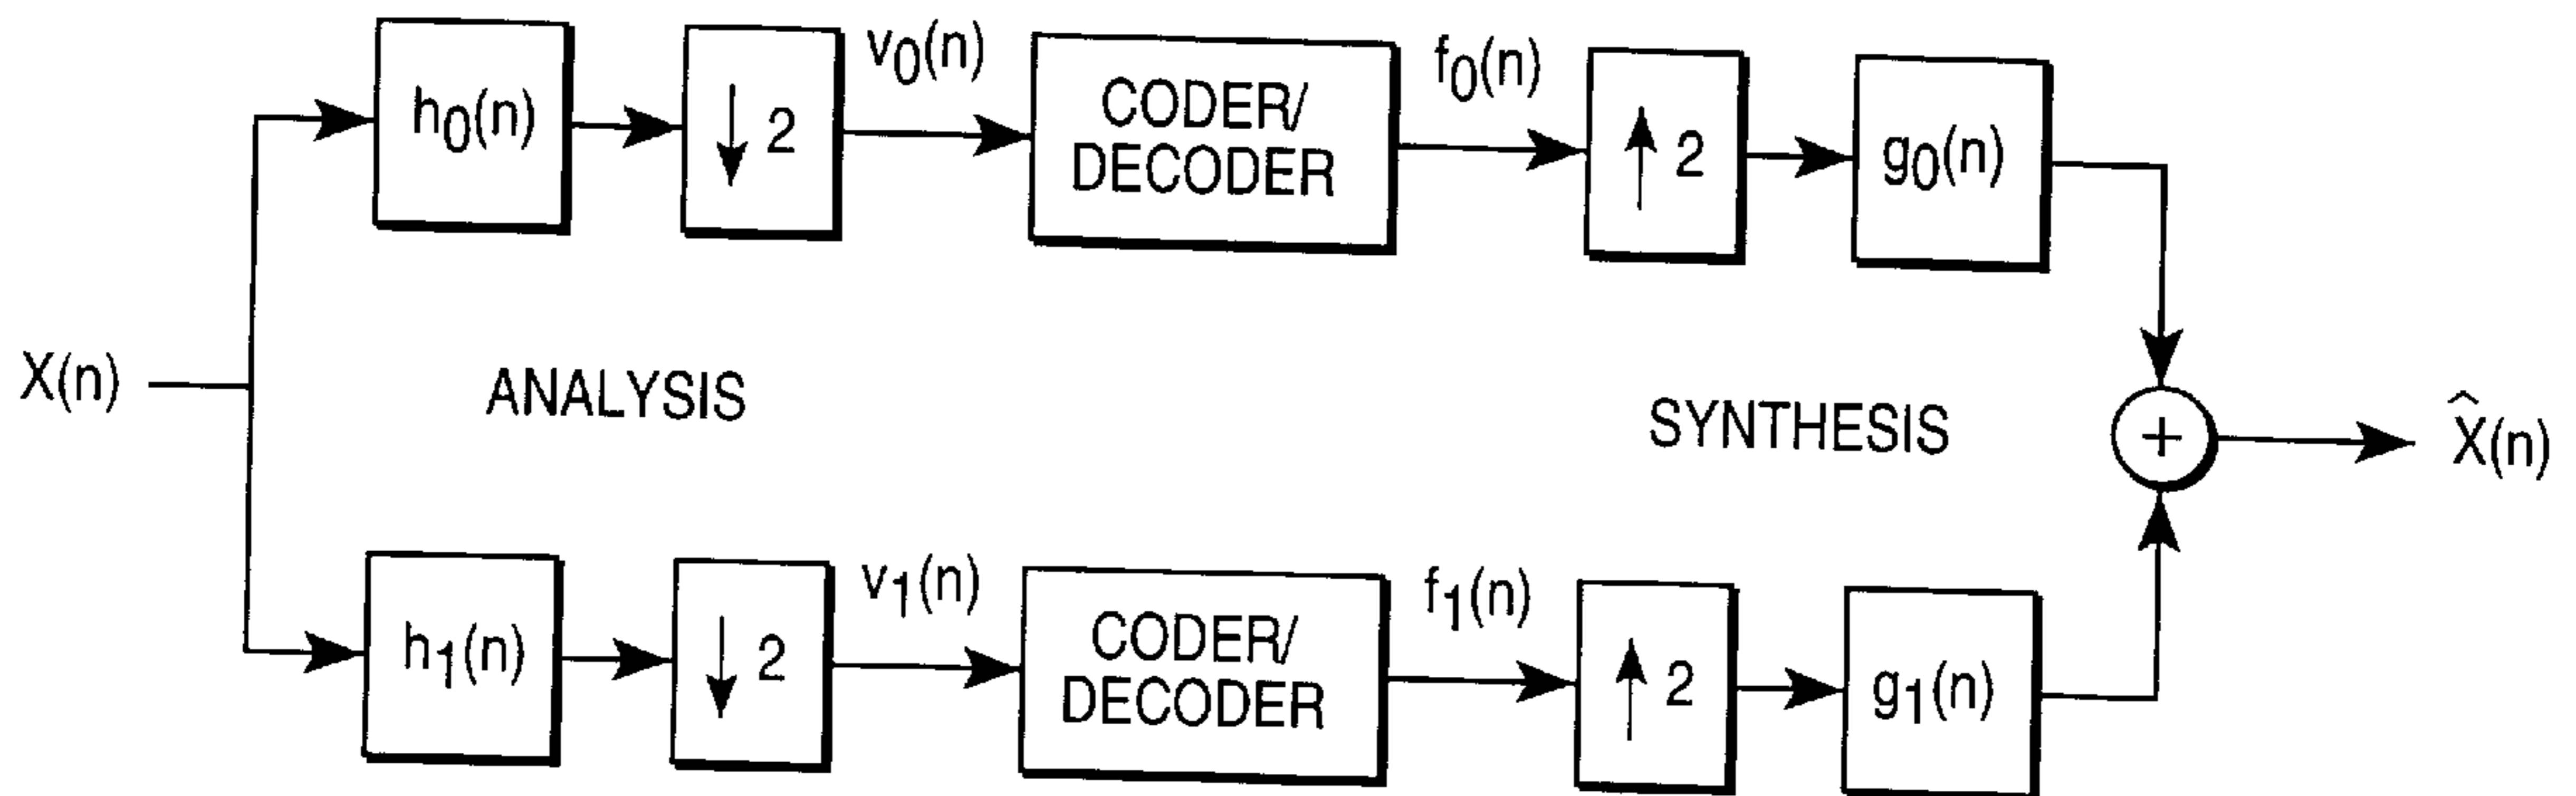 h0(n)
↓ 2
v0(n)
CODER/
DECODER
f0(n)
↑ 2
g0(n)
X(n)
ANALYSIS
SYNTHESIS
+
X̂(n)
h1(n)
↓ 2
v1(n)
CODER/
DECODER
f1(n)
↑ 2
g1(n)